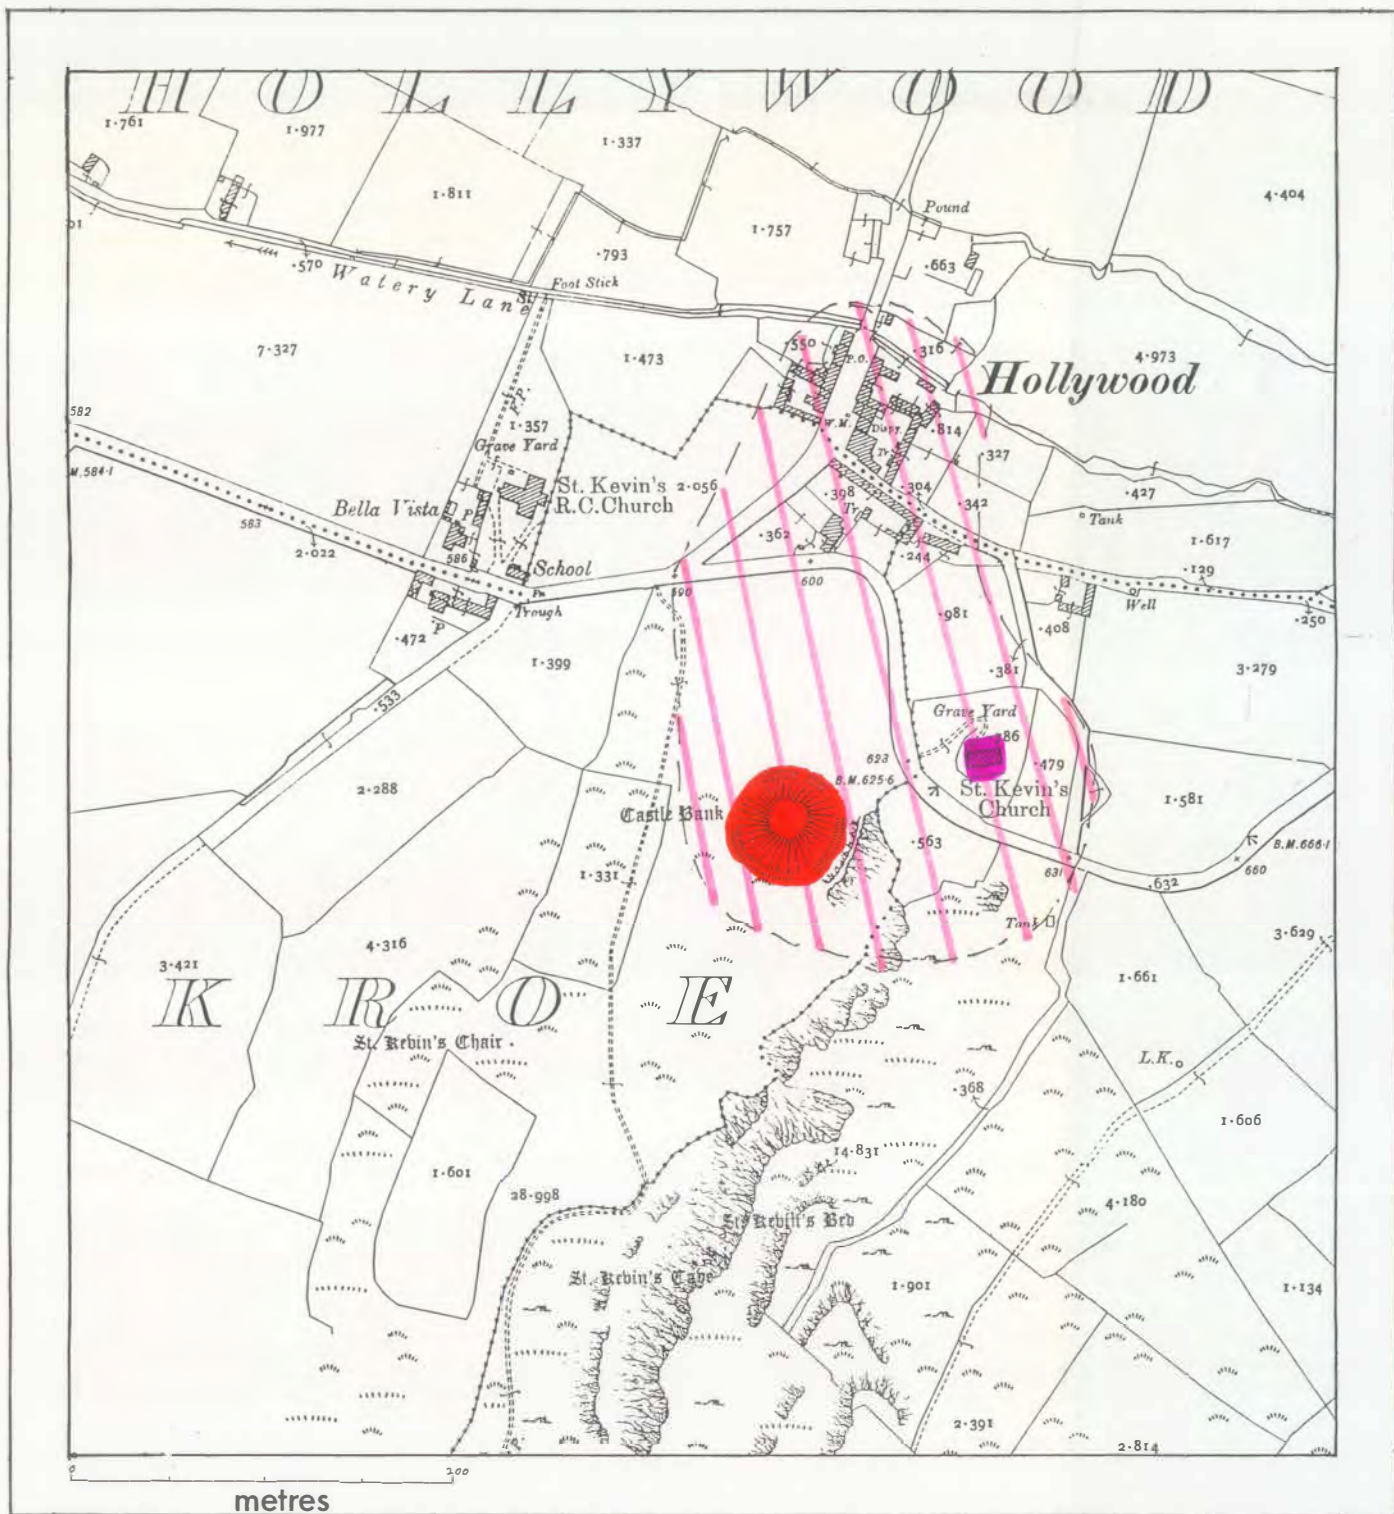 HOLLYWOOD
1·761
1·977
1·337
1·811
4·404
Pound
1·757
01
·793
·663
·570
Watery Lane
St
Foot Stick
7·327
1·473
·550
P.O.
·316
4·973
Hollywood
582
F.P.
1·357
Grave Yard
W.M.
Dispy.
·814
M.584·1
Tr
·327
St. Kevin's
R.C.Church
2·056
·398
·304
·342
·427
Bella Vista
P
Tr
Tank
583
·362
·244
1·617
2·022
586
School
590
600
·129
Trough
Well
·472
P
·981
·408
·250
1·399
·381
3·279
·533
Grave Yard
·386
623
·479
2·288
B.M.625·6
St. Kevin's
Church
1·581
Castle Bank
·563
B.M.666·1
631
660
1·331
·632
Tank
4·316
3·629
3·421
1·661
KROE
St. Kevin's Chair
L.K.
·368
1·606
1·601
14·831
28·998
4·180
St. Kevin's Bed
St. Kevin's Cave
1·901
1·134
2·391
2·814
0
200
metres